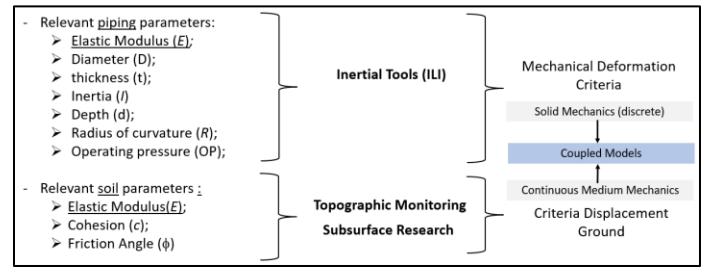 - Relevant piping parameters:
➢ Elastic Modulus (E);
➢ Diameter (D);
➢ thickness (t);
➢ Inertia (I)
➢ Depth (d);
➢ Radius of curvature (R);
➢ Operating pressure (OP);
Inertial Tools (ILI)
Mechanical Deformation
Criteria
Solid Mechanics (discrete)
Coupled Models
- Relevant soil parameters :
➢ Elastic Modulus(E);
➢ Cohesion (c);
➢ Friction Angle (ϕ)
Topographic Monitoring
Subsurface Research
Continuous Medium Mechanics
Criteria Displacement
Ground